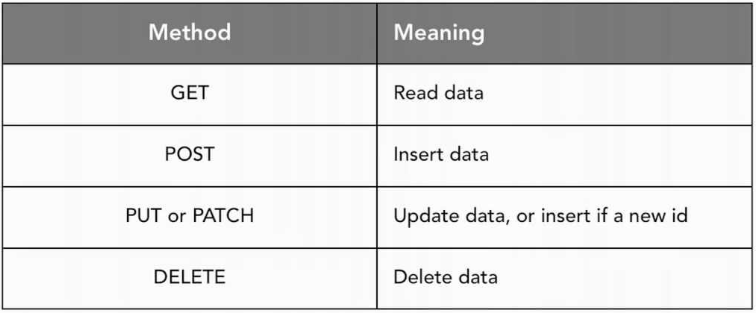 Method Meaning
GET Read data
POST Insert data
PUT or PATCH Update data, or insert if a new id
DELETE Delete data